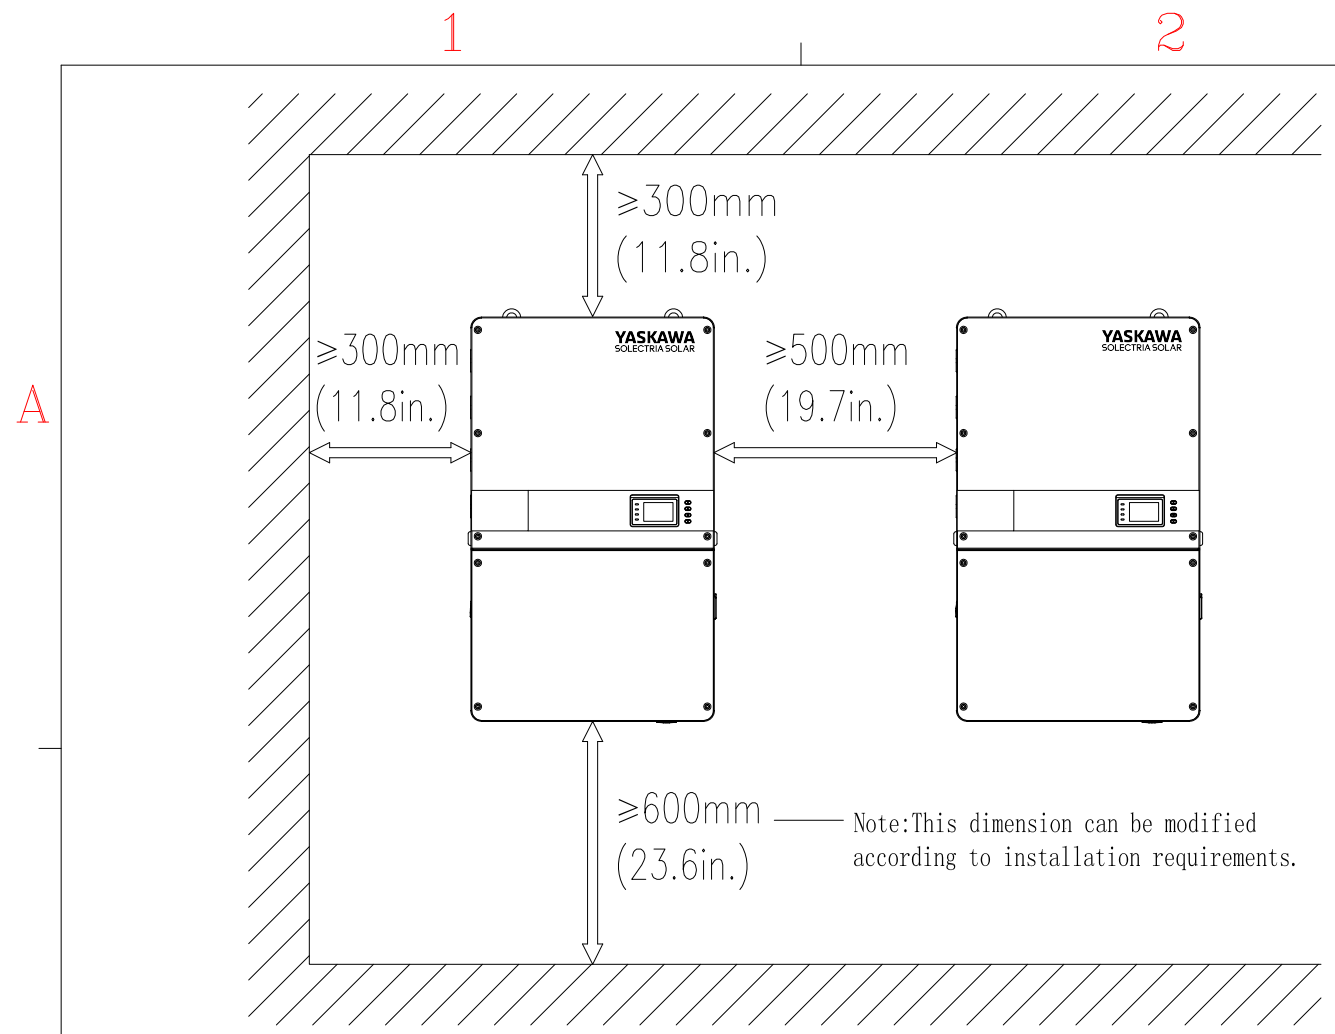 1
2
A
≥300mm
(11.8in.)
≥300mm
(11.8in.)
YASKAWA
SOLECTRIA SOLAR
≥500mm
(19.7in.)
YASKAWA
SOLECTRIA SOLAR
≥600mm
(23.6in.)
Note:This dimension can be modified
according to installation requirements.